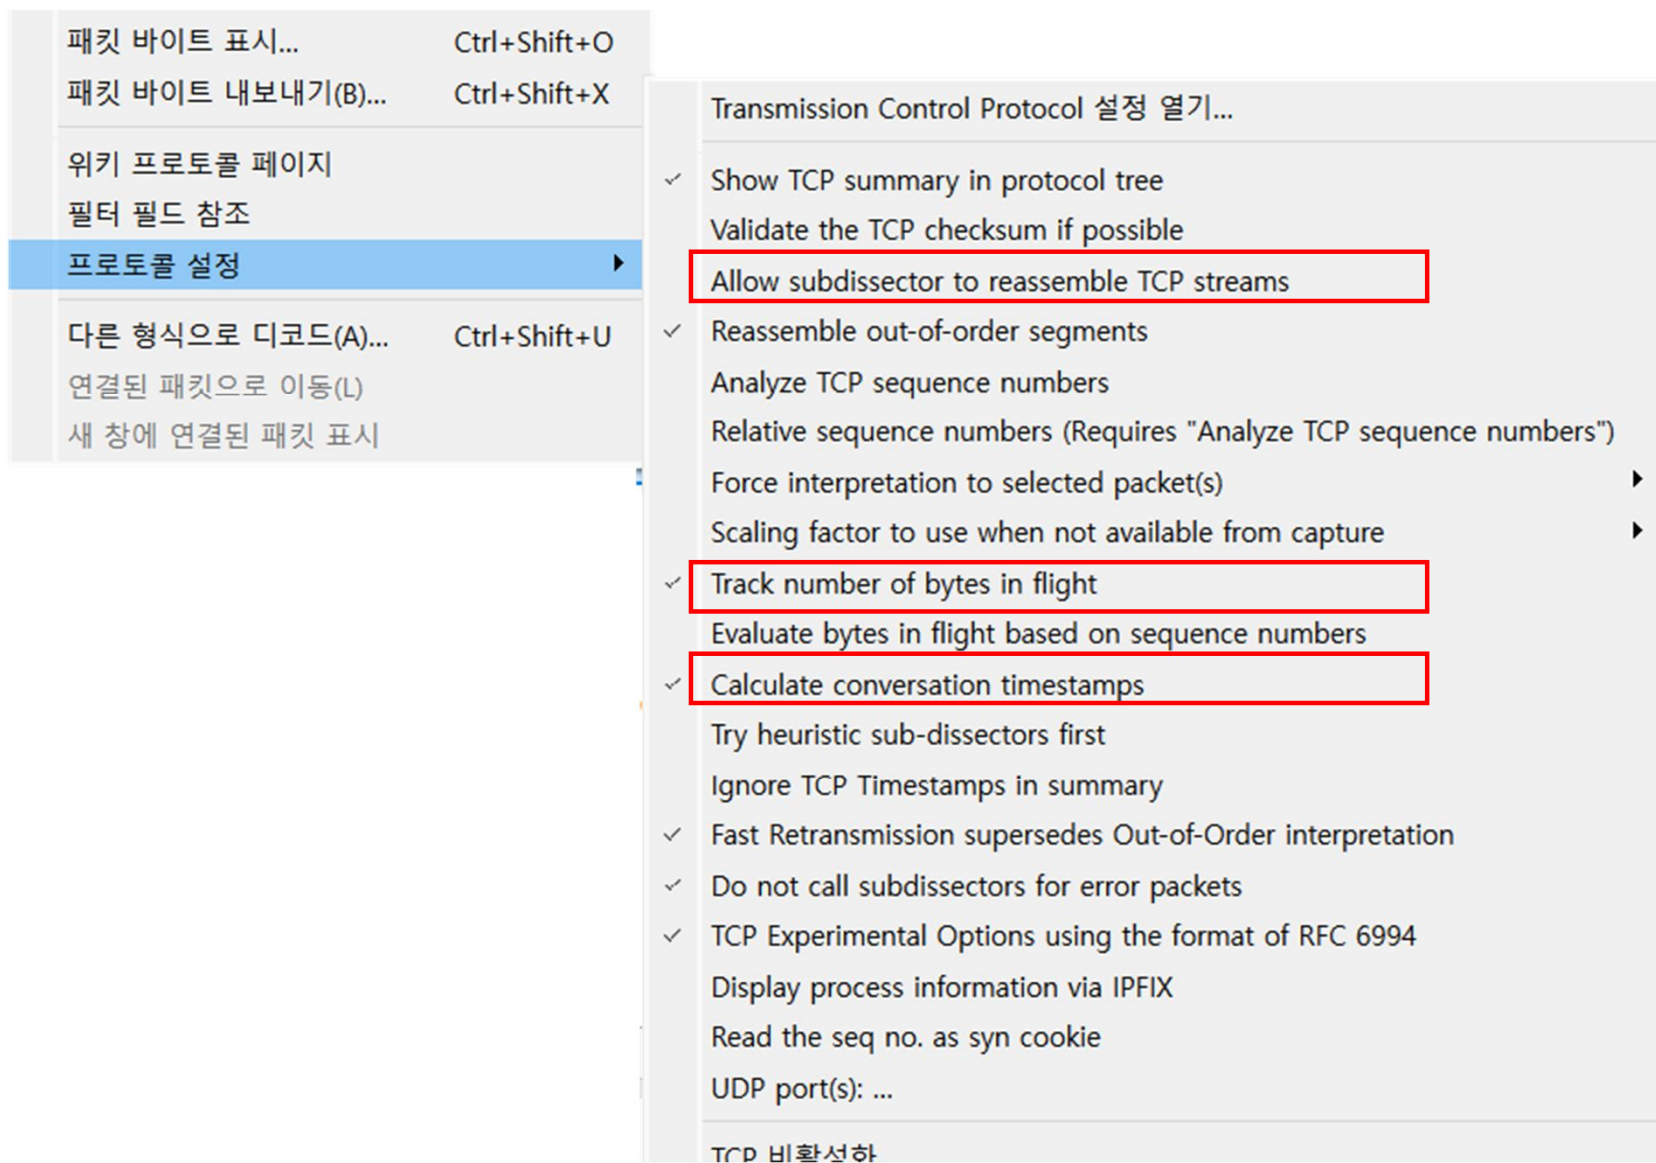 패킷 바이트 표시... Ctrl+Shift+O
패킷 바이트 내보내기(B)... Ctrl+Shift+X
위키 프로토콜 페이지
필터 필드 참조
프로토콜 설정
다른 형식으로 디코드(A)... Ctrl+Shift+U
연결된 패킷으로 이동(L)
새 창에 연결된 패킷 표시
Transmission Control Protocol 설정 열기...
Show TCP summary in protocol tree
Validate the TCP checksum if possible
Allow subdissector to reassemble TCP streams
Reassemble out-of-order segments
Analyze TCP sequence numbers
Relative sequence numbers (Requires "Analyze TCP sequence numbers")
Force interpretation to selected packet(s)
Scaling factor to use when not available from capture
Track number of bytes in flight
Evaluate bytes in flight based on sequence numbers
Calculate conversation timestamps
Try heuristic sub-dissectors first
Ignore TCP Timestamps in summary
Fast Retransmission supersedes Out-of-Order interpretation
Do not call subdissectors for error packets
TCP Experimental Options using the format of RFC 6994
Display process information via IPFIX
Read the seq no. as syn cookie
UDP port(s): ...
TCP 비활성화